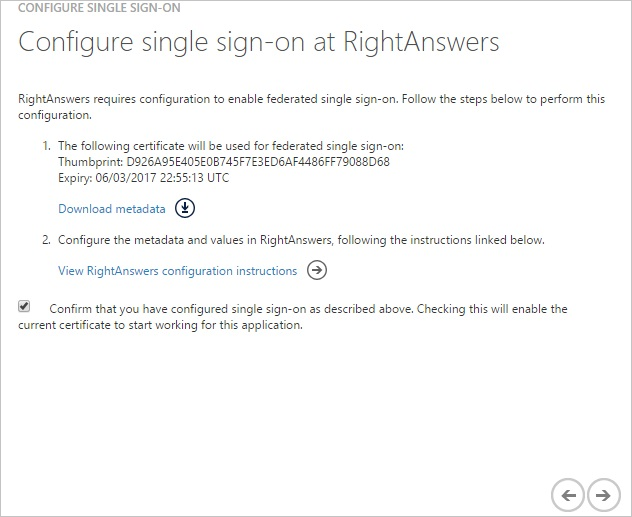 CONFIGURE SINGLE SIGN-ON
Configure single sign-on at RightAnswers
RightAnswers requires configuration to enable federated single sign-on. Follow the steps below to perform this
configuration.
1. The following certificate will be used for federated single sign-on:
Thumbprint: D926A95E405E0B745F7E3ED6AF4486FF79088D68
Expiry: 06/03/2017 22:55:13 UTC
Download metadata
2. Configure the metadata and values in RightAnswers, following the instructions linked below.
View RightAnswers configuration instructions
Confirm that you have configured single sign-on as described above. Checking this will enable the
current certificate to start working for this application.